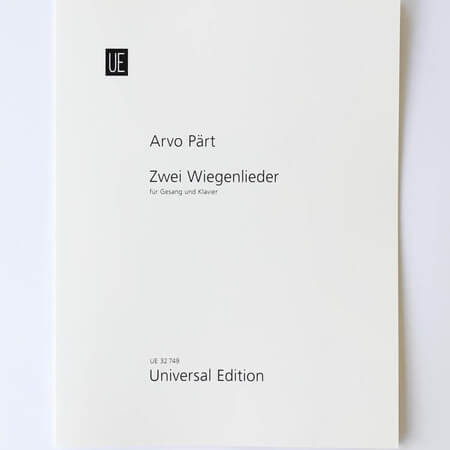 UE
Arvo Pärt
Zwei Wiegenlieder
für Gesang und Klavier
UE 32 749
Universal Edition